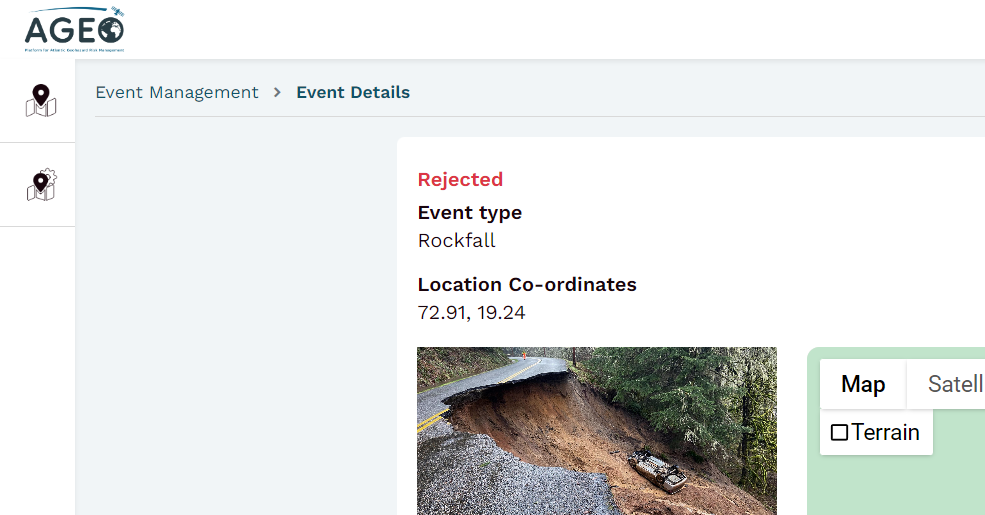 AGEO
Platform for Atlantic Geohazard Risk Management
Event Management > Event Details
Rejected
Event type
Rockfall
Location Co-ordinates
72.91, 19.24
Map
Satell
Terrain